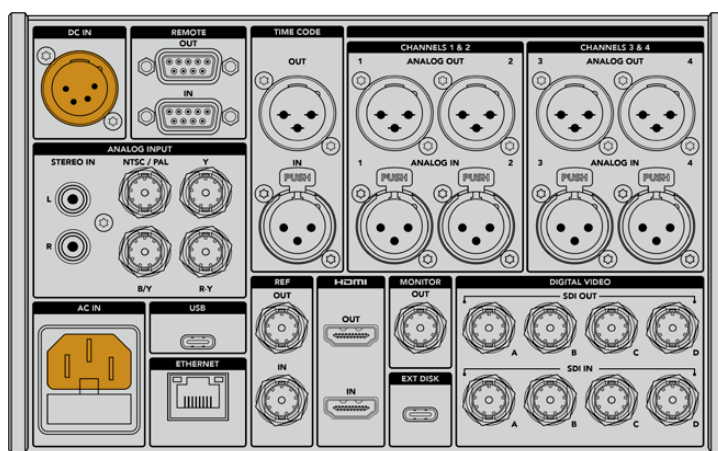 DC IN
REMOTE
OUT
IN
TIME CODE
OUT
IN
PUSH
CHANNELS 1 & 2
1 ANALOG OUT 2
1 ANALOG IN 2
PUSH PUSH
CHANNELS 3 & 4
3 ANALOG OUT 4
3 ANALOG IN 4
PUSH PUSH
ANALOG INPUT
STEREO IN NTSC / PAL Y
L
R
B/Y R-Y
AC IN
USB
ETHERNET
REF
OUT
IN
HDMI
OUT
IN
MONITOR
OUT
EXT DISK
DIGITAL VIDEO
SDI OUT
A B C D
SDI IN
A B C D